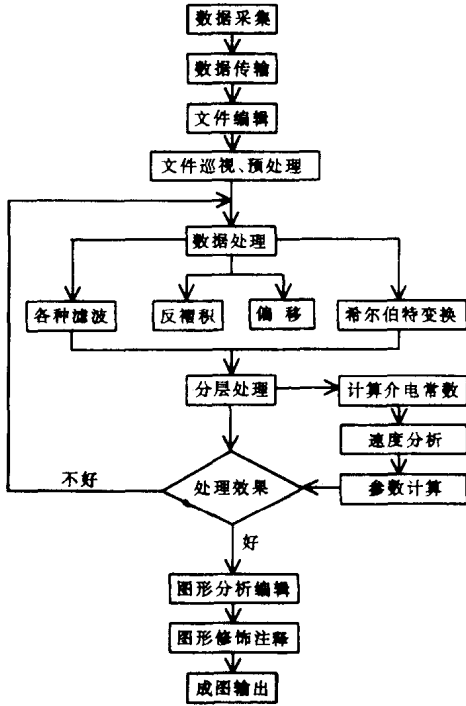 数据采集
数据传输
文件编辑
文件巡视、预处理
数据处理
各种滤波
反褶积
偏移
希尔伯特变换
分层处理
计算介电常数
速度分析
不好
处理效果
参数计算
好
图形分析编辑
图形修饰注释
成图输出